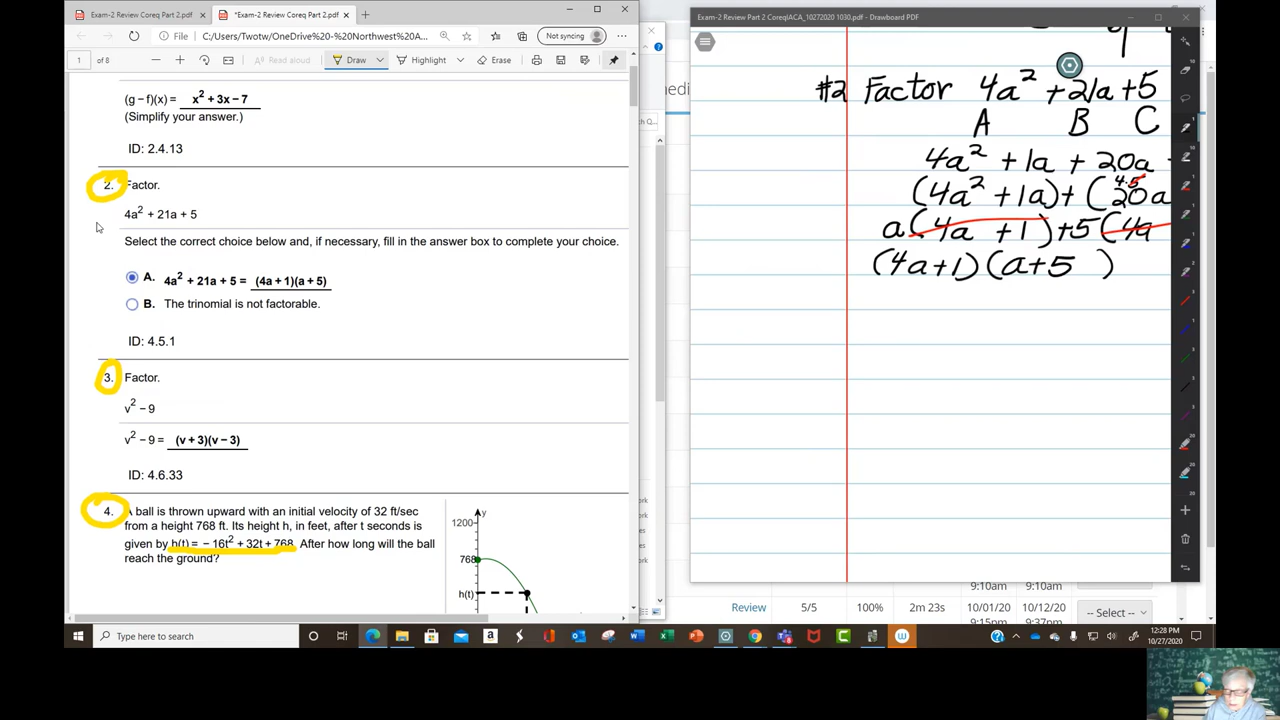 Exam-2 Review Coreq Part 2.pdf
*Exam-2 Review Coreq Part 2.pdf
File
C:/Users/Twotw/OneDrive%20-%20Northwest%20A...
Not syncing
1 of 8
Read aloud
Draw
Highlight
Erase
(g − f)(x) = x² + 3x − 7
(Simplify your answer.)
ID: 2.4.13
2. Factor.
4a² + 21a + 5
Select the correct choice below and, if necessary, fill in the answer box to complete your choice.
A. 4a² + 21a + 5 = (4a + 1)(a + 5)
B. The trinomial is not factorable.
ID: 4.5.1
3. Factor.
v² − 9
v² − 9 = (v + 3)(v − 3)
ID: 4.6.33
4. A ball is thrown upward with an initial velocity of 32 ft/sec
from a height 768 ft. Its height h, in feet, after t seconds is
given by h(t) = − 16t² + 32t + 768. After how long will the ball
reach the ground?
1200
y
768
h(t)
Exam-2 Review Part 2 CoreqIACA_10272020 1030.pdf - Drawboard PDF
#2 Factor 4a² + 21a + 5
A B C
4a² + 1a + 20a
(4a² + 1a) + (20a
4·5
a(4a + 1) + 5(4a
(4a+1)(a+5 )
9:10am 9:10am
Review 5/5 100% 2m 23s 10/01/20 10/12/20 -- Select --
9:15pm 9:37pm
Type here to search
12:28 PM
10/27/2020